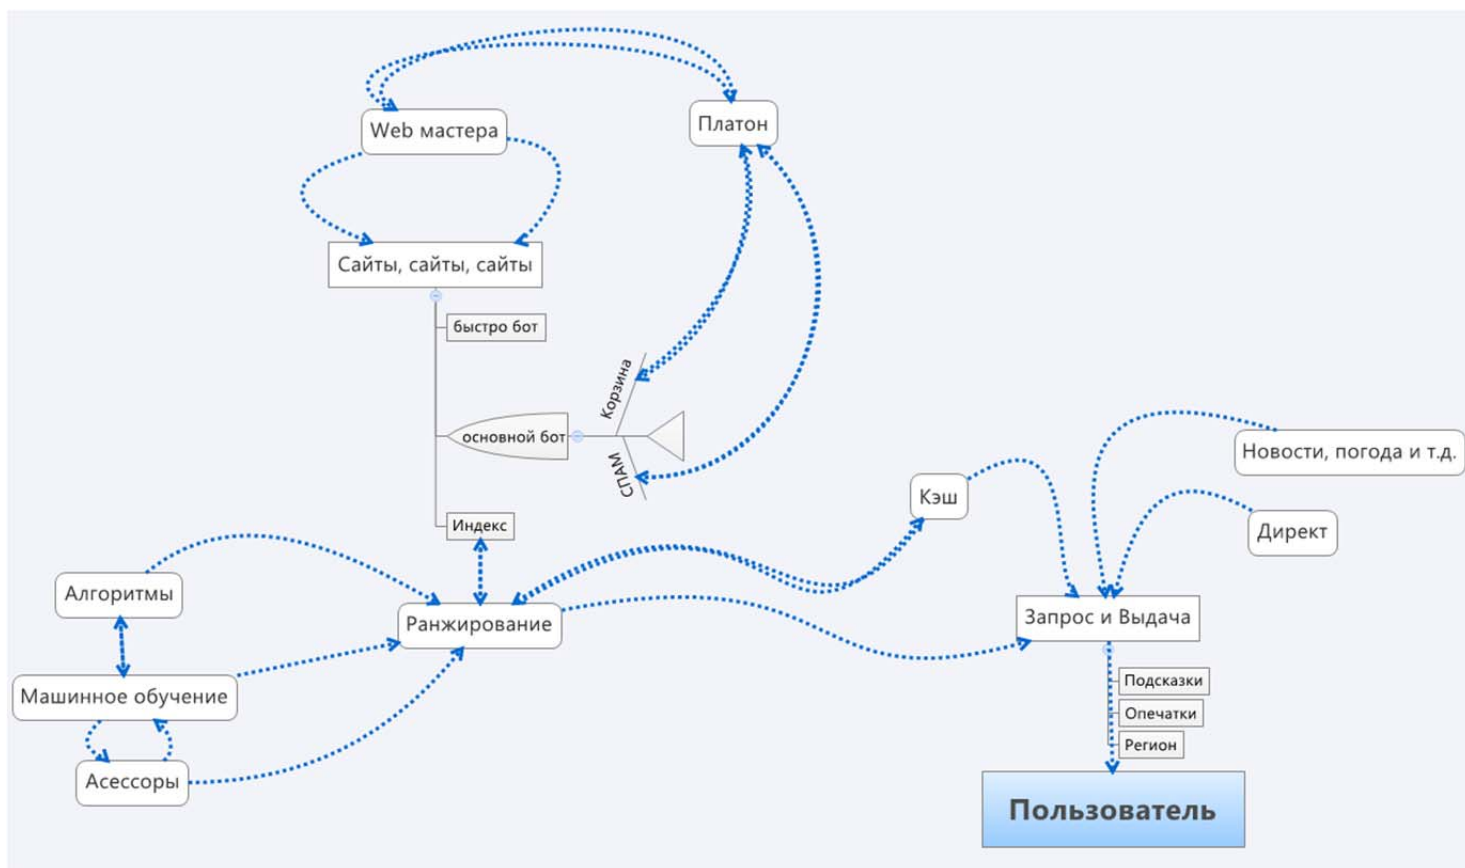 Web мастера
Платон
Сайты, сайты, сайты
быстро бот
Корзина
основной бот
СПАМ
Индекс
Новости, погода и т.д.
Кэш
Директ
Алгоритмы
Ранжирование
Запрос и Выдача
Машинное обучение
Подсказки
Опечатки
Регион
Асессоры
Пользователь